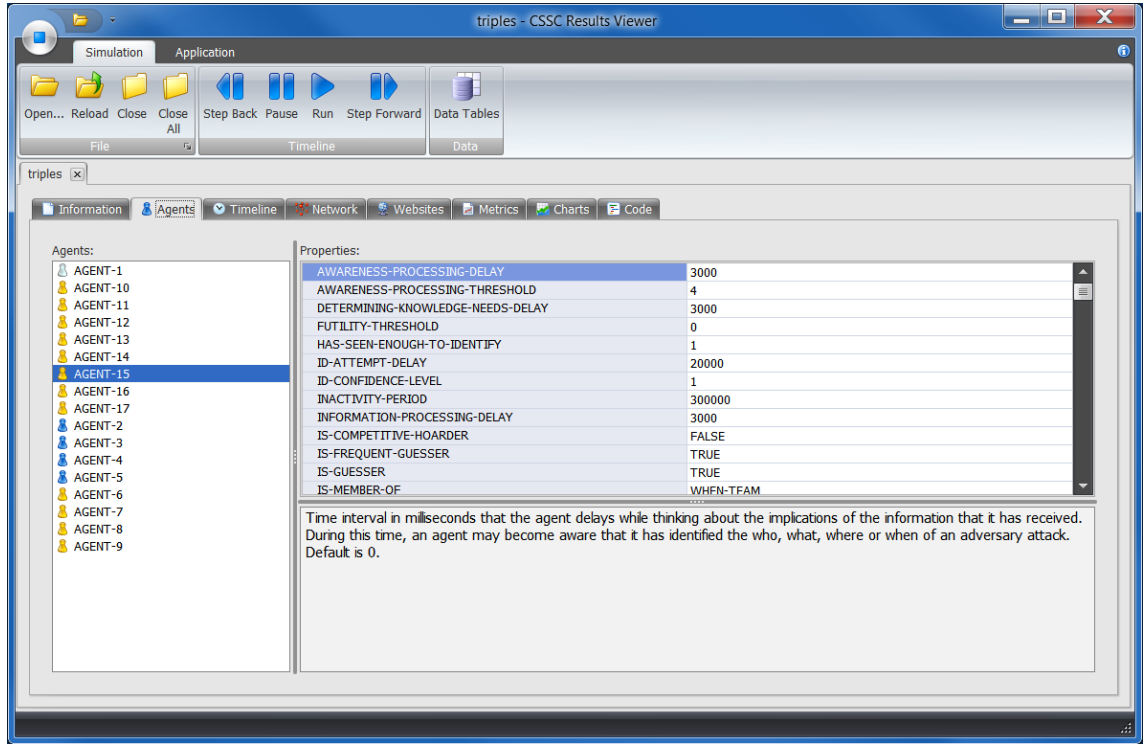 triples - CSSC Results Viewer
Simulation Application
Open... Reload Close Close All Step Back Pause Run Step Forward Data Tables
File Timeline Data
triples
Information Agents Timeline Network Websites Metrics Charts Code
Agents: Properties:
AGENT-1
AGENT-10
AGENT-11
AGENT-12
AGENT-13
AGENT-14
AGENT-15
AGENT-16
AGENT-17
AGENT-2
AGENT-3
AGENT-4
AGENT-5
AGENT-6
AGENT-7
AGENT-8
AGENT-9
AWARENESS-PROCESSING-DELAY 3000
AWARENESS-PROCESSING-THRESHOLD 4
DETERMINING-KNOWLEDGE-NEEDS-DELAY 3000
FUTILITY-THRESHOLD 0
HAS-SEEN-ENOUGH-TO-IDENTIFY 1
ID-ATTEMPT-DELAY 20000
ID-CONFIDENCE-LEVEL 1
INACTIVITY-PERIOD 300000
INFORMATION-PROCESSING-DELAY 3000
IS-COMPETITIVE-HOARDER FALSE
IS-FREQUENT-GUESSER TRUE
IS-GUESSER TRUE
IS-MEMBER-OF WHEN-TEAM
Time interval in milliseconds that the agent delays while thinking about the implications of the information that it has received.
During this time, an agent may become aware that it has identified the who, what, where or when of an adversary attack.
Default is 0.